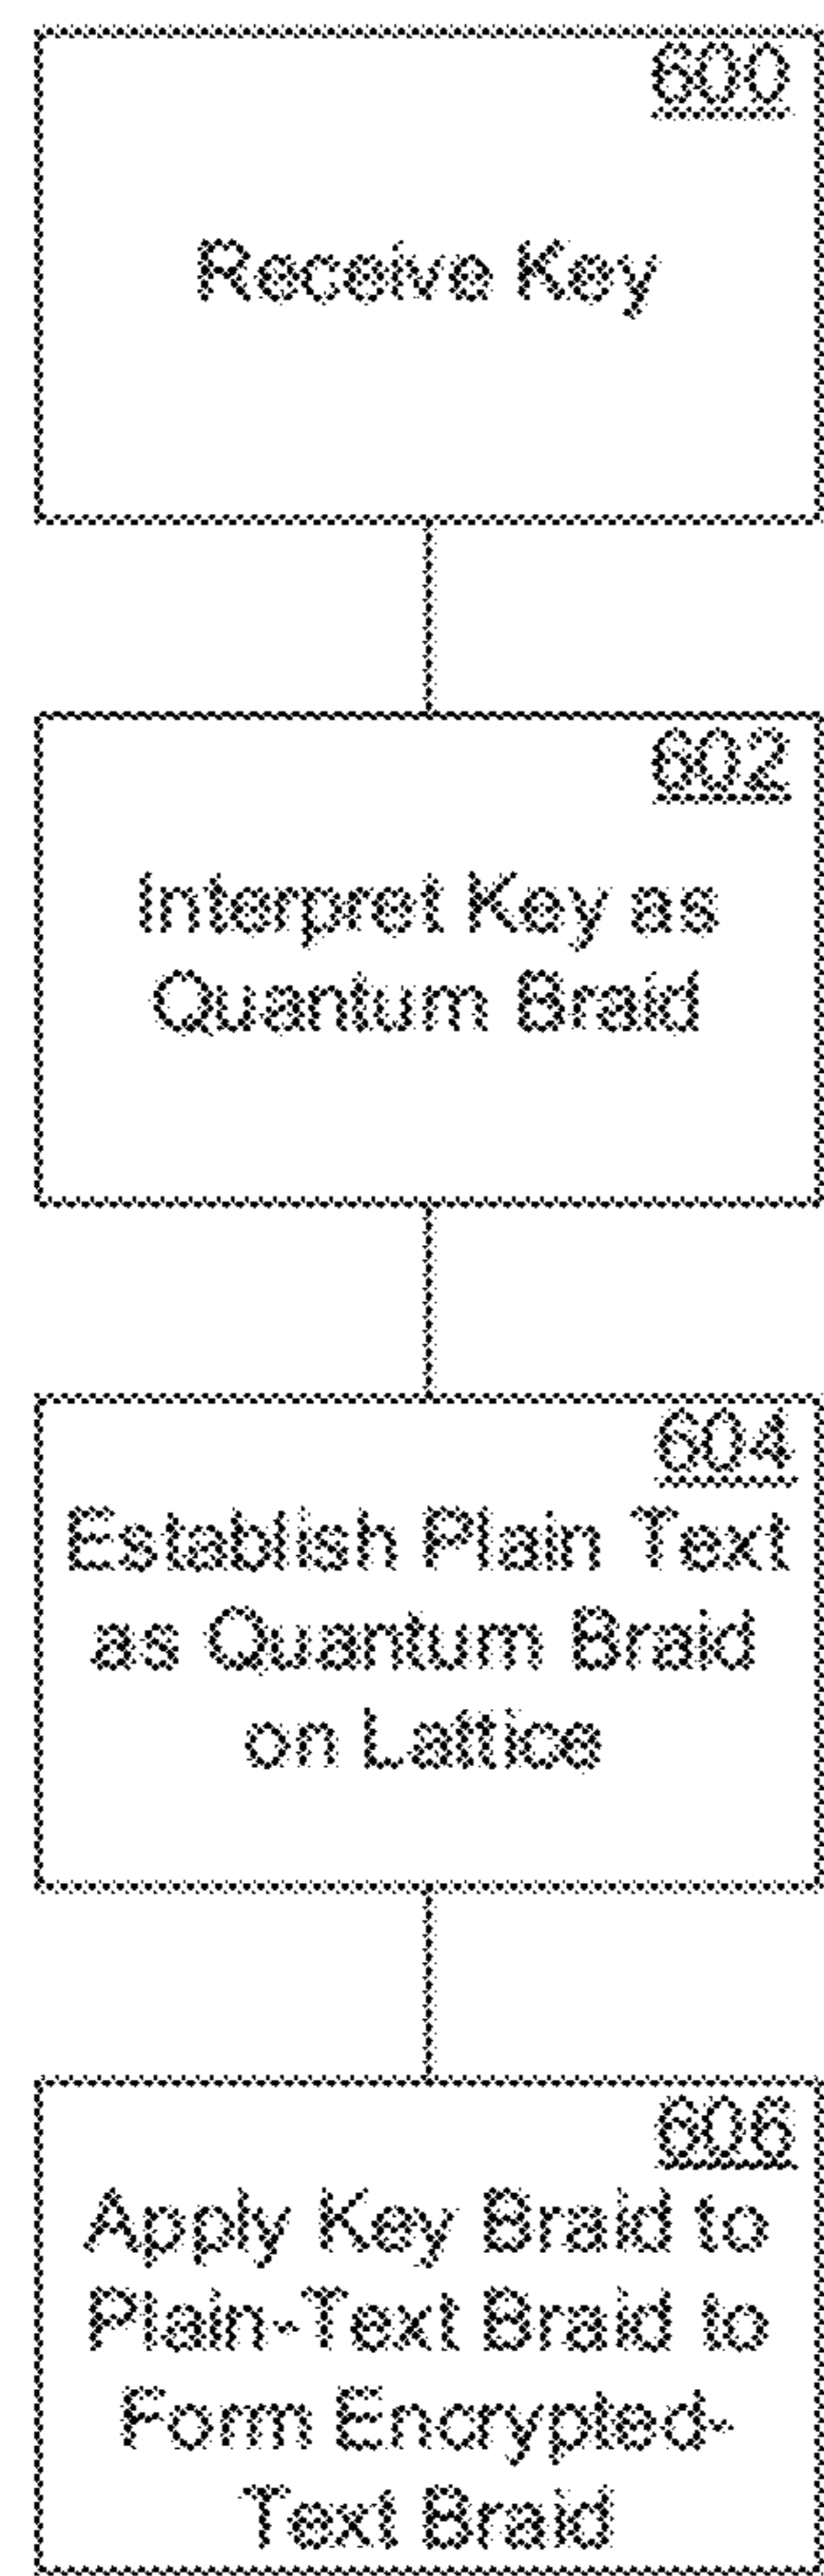 600
Receive Key
602
Interpret Key as
Quantum Braid
604
Establish Plain Text
as Quantum Braid
on Lattice
606
Apply Key Braid to
Plain-Text Braid to
Form Encrypted-
Text Braid